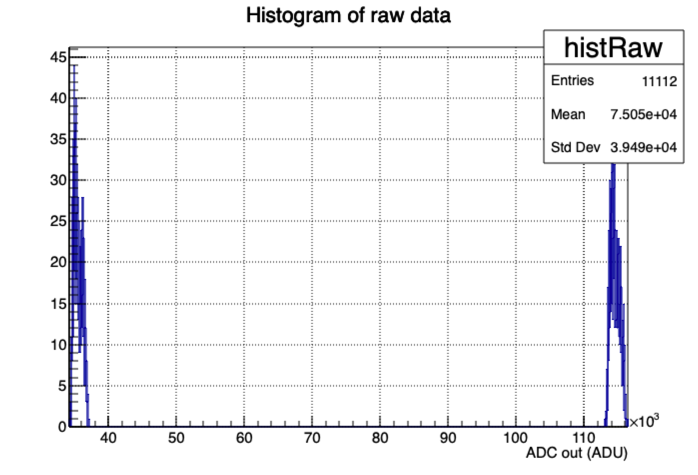 Histogram of raw data
histRaw
Entries 11112
Mean 7.505e+04
Std Dev 3.949e+04
45
40
35
30
25
20
15
10
5
0
40 50 60 70 80 90 100 110
×10³
ADC out (ADU)